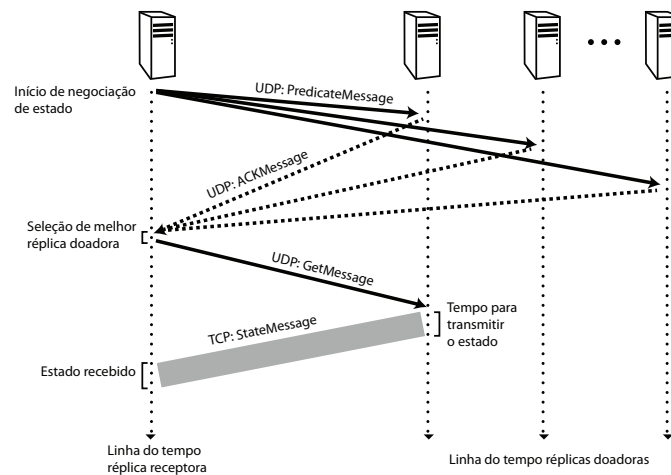 Início de negociação
de estado
UDP: PredicateMessage
UDP: ACKMessage
Seleção de melhor
réplica doadora
UDP: GetMessage
TCP: StateMessage
Tempo para
transmitir
o estado
Estado recebido
Linha do tempo
réplica receptora
Linha do tempo réplicas doadoras